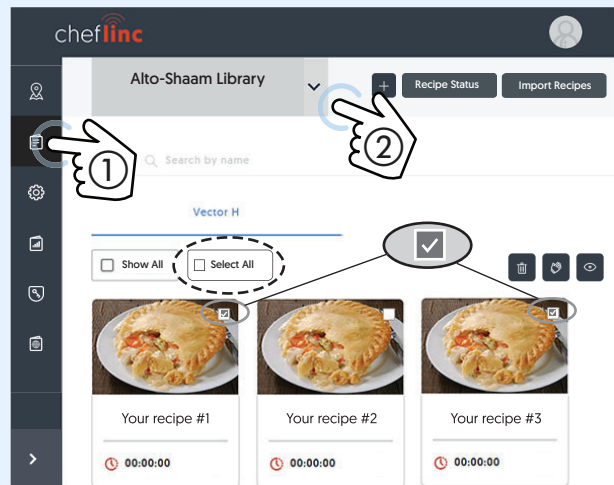 cheflinc
Alto-Shaam Library
Recipe Status
Import Recipes
1
2
Search by name
Vector H
Show All
Select All
Your recipe #1
Your recipe #2
Your recipe #3
00:00:00
00:00:00
00:00:00